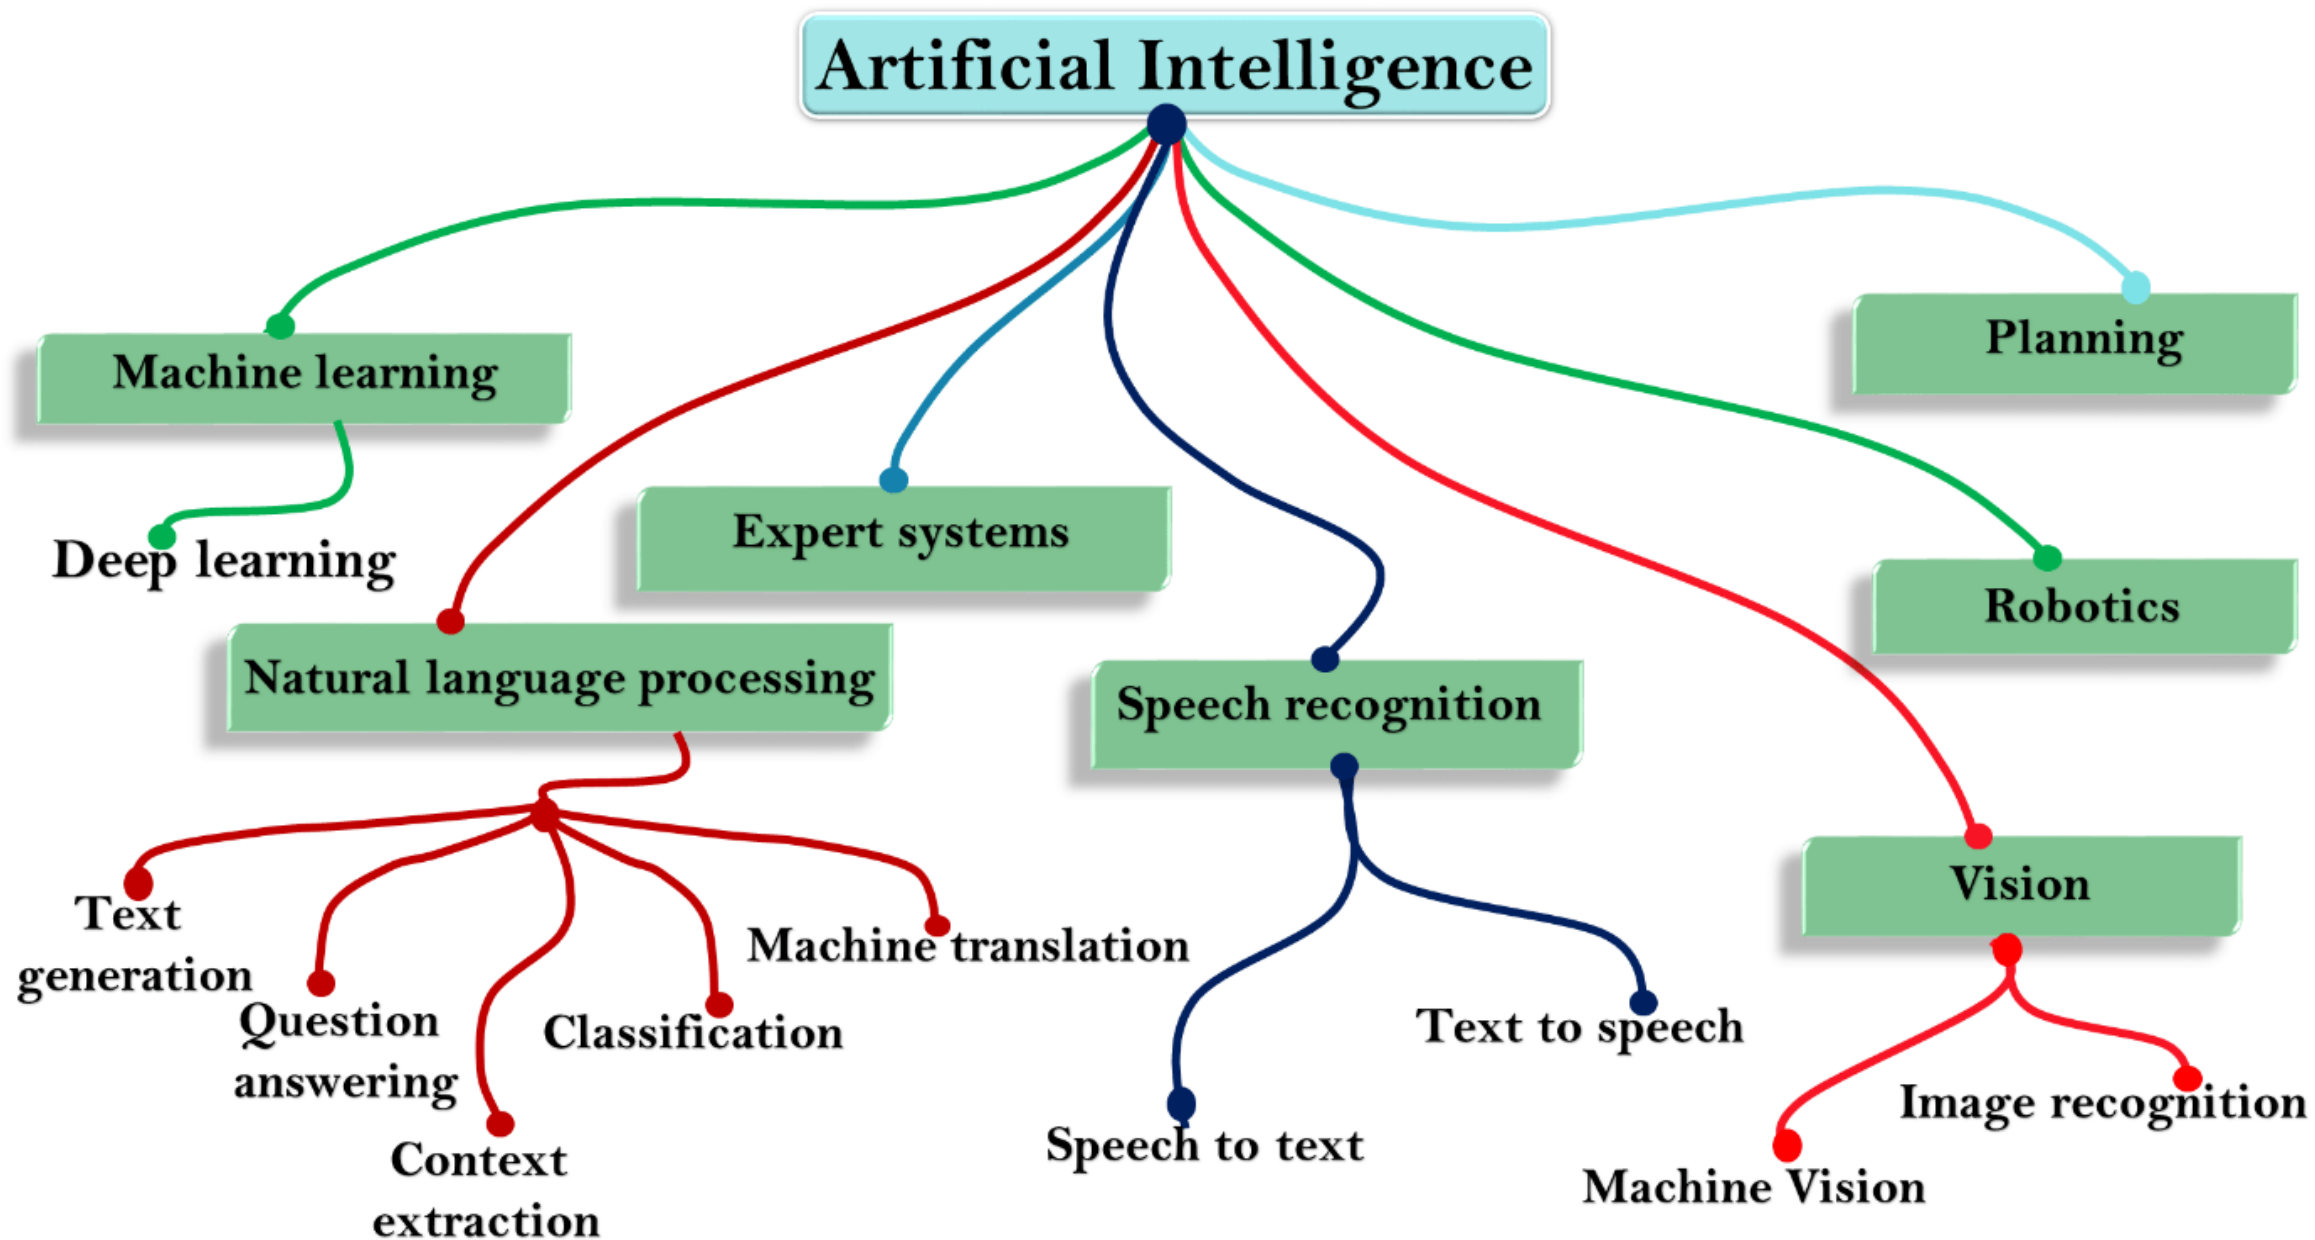 Artificial Intelligence
Planning
Machine learning
Expert systems
Deep learning
Robotics
Natural language processing
Speech recognition
Vision
Text
generation
Machine translation
Question
answering
Classification
Text to speech
Image recognition
Context
extraction
Speech to text
Machine Vision